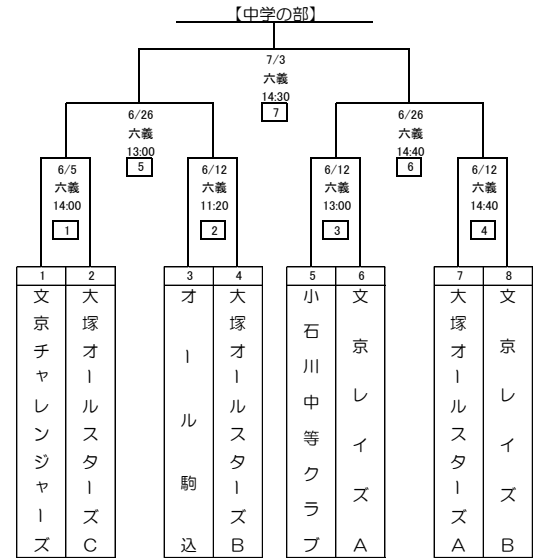 【中学の部】
7/3
六義
14:30
7
6/26
六義
13:00
5
6/26
六義
14:40
6
6/5
六義
14:00
1
6/12
六義
11:20
2
6/12
六義
13:00
3
6/12
六義
14:40
4
1
文京チャレンジャーズ
2
大塚オールスターズC
3
オール駒込
4
大塚オールスターズB
5
小石川中等クラブ
6
文京レイズA
7
大塚オールスターズA
8
文京レイズB